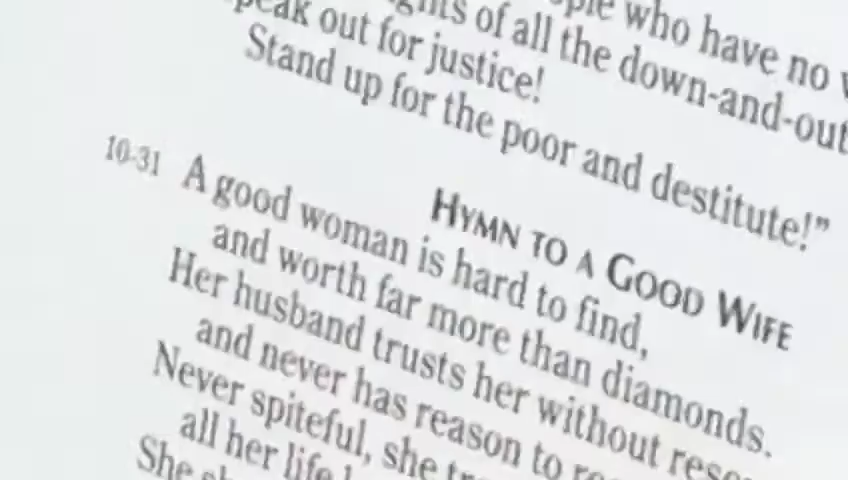 who have no
of all the down-and-out
out for justice!
Stand up for the poor and destitute!”
HYMN TO A GOOD WIFE
10-31 A good woman is hard to find,
and worth far more than diamonds.
Her husband trusts her without
and never has reason to
Never spiteful, she
all her life
She